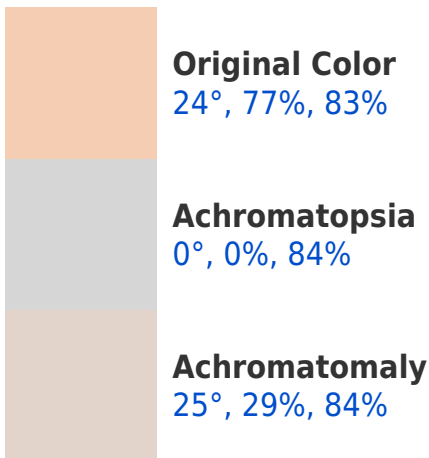 Original Color
24°, 77%, 83%
Achromatopsia
0°, 0%, 84%
Achromatomaly
25°, 29%, 84%